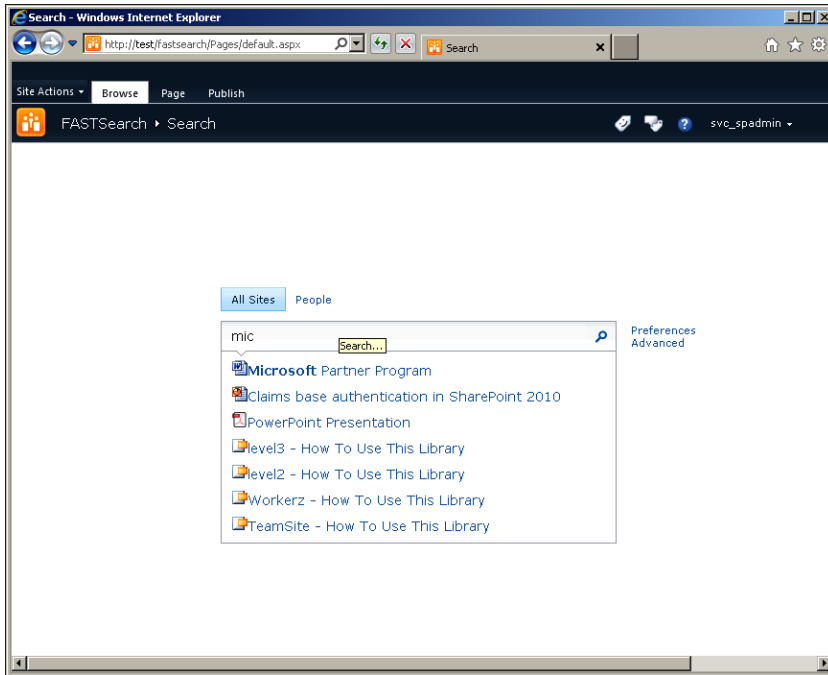 Search - Windows Internet Explorer
http://test/fastsearch/Pages/default.aspx
Search
Site Actions
Browse
Page
Publish
FASTSearch
Search
svc_spadmin
All Sites
People
mic
Search...
Preferences
Advanced
Microsoft Partner Program
Claims base authentication in SharePoint 2010
PowerPoint Presentation
level3 - How To Use This Library
level2 - How To Use This Library
Workerz - How To Use This Library
TeamSite - How To Use This Library